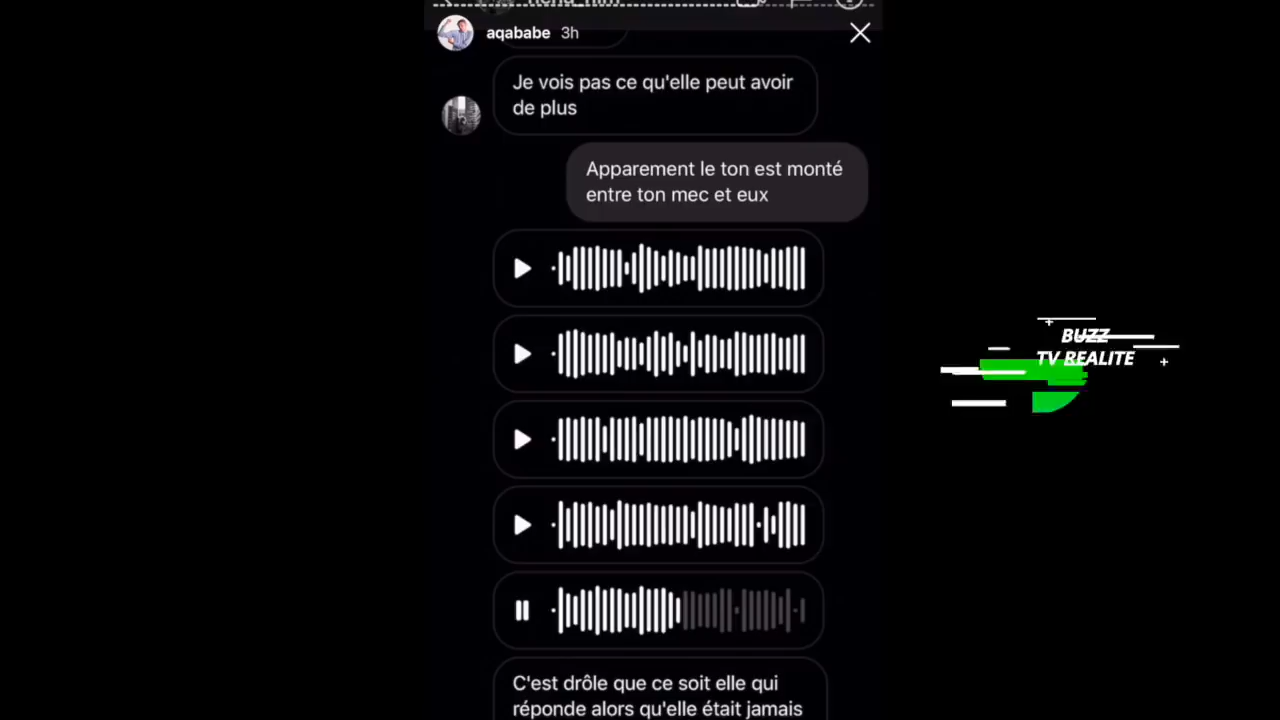 aqababe 3h
Je vois pas ce qu'elle peut avoir
de plus
Apparement le ton est monté
entre ton mec et eux
BUZZ
TV REALITE
C'est drôle que ce soit elle qui
réponde alors qu'elle était jamais